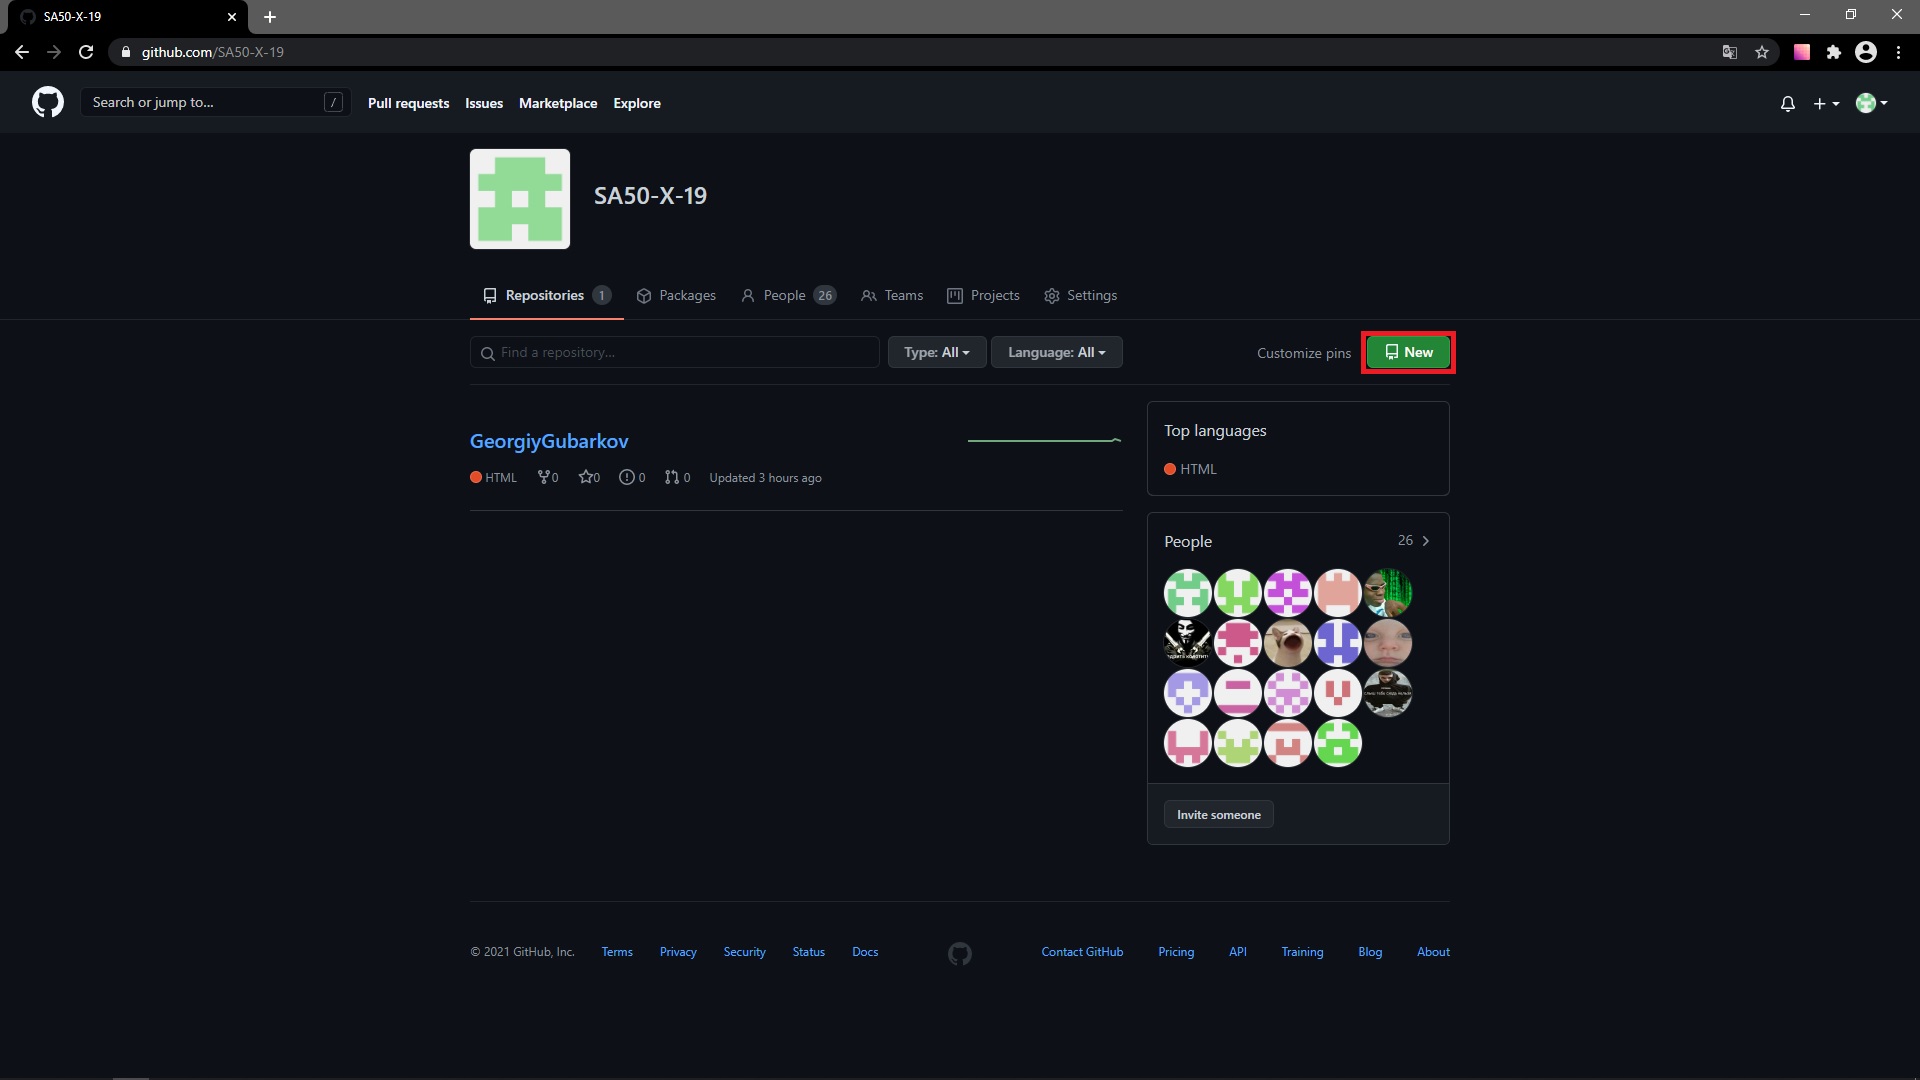 SA50-X-19
github.com/SA50-X-19
Search or jump to...
/
Pull requests Issues Marketplace Explore
SA50-X-19
Repositories 1 Packages People 26 Teams Projects Settings
Find a repository... Type: All Language: All Customize pins New
GeorgiyGubarkov
HTML 0 0 0 0 Updated 3 hours ago
Top languages
HTML
People 26
Invite someone
© 2021 GitHub, Inc. Terms Privacy Security Status Docs Contact GitHub Pricing API Training Blog About